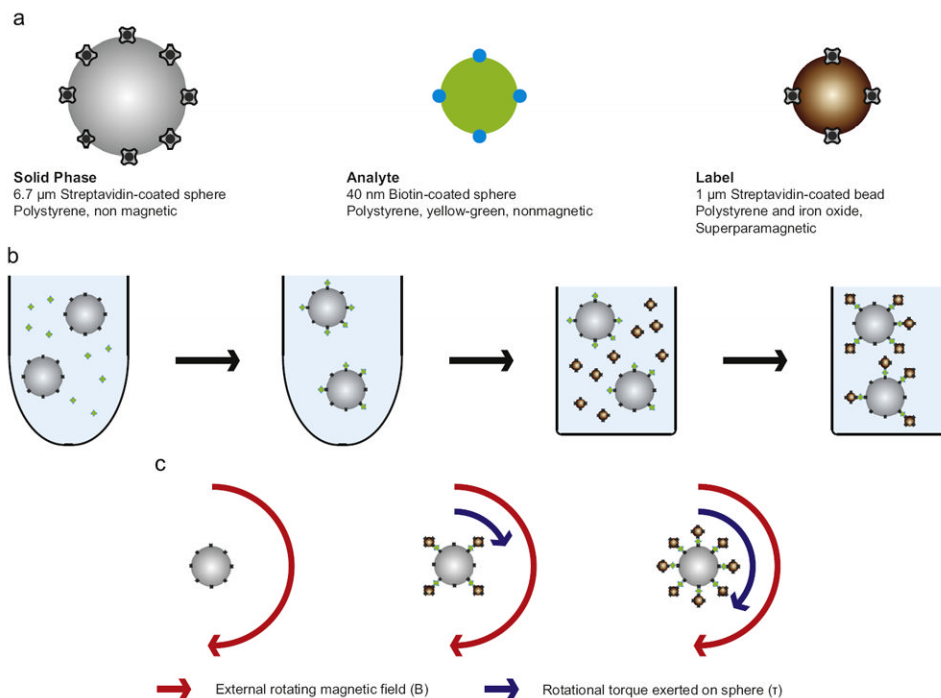 a
Solid Phase
6.7 μm Streptavidin-coated sphere
Polystyrene, non magnetic
Analyte
40 nm Biotin-coated sphere
Polystyrene, yellow-green, nonmagnetic
Label
1 μm Streptavidin-coated bead
Polystyrene and iron oxide,
Superparamagnetic
b
c
External rotating magnetic field (B)
Rotational torque exerted on sphere (τ)